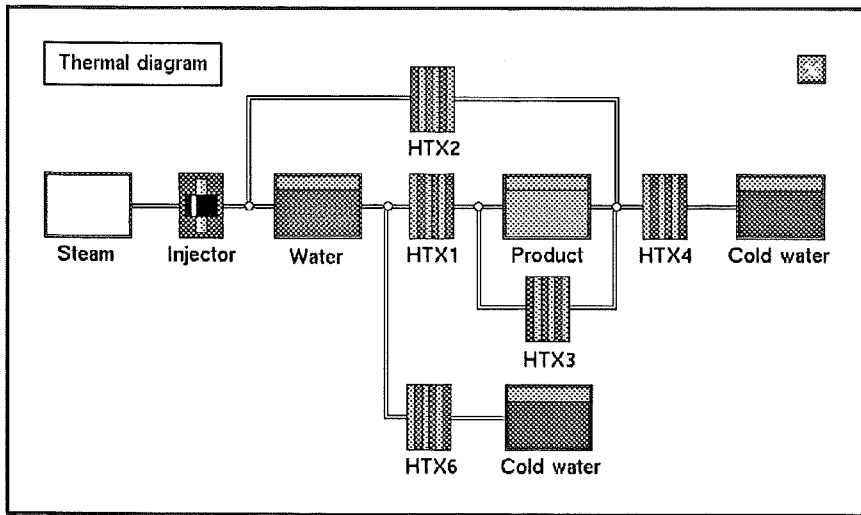 Thermal diagram
HTX2
Steam
Injector
Water
HTX1
Product
HTX4
Cold water
HTX3
HTX6
Cold water